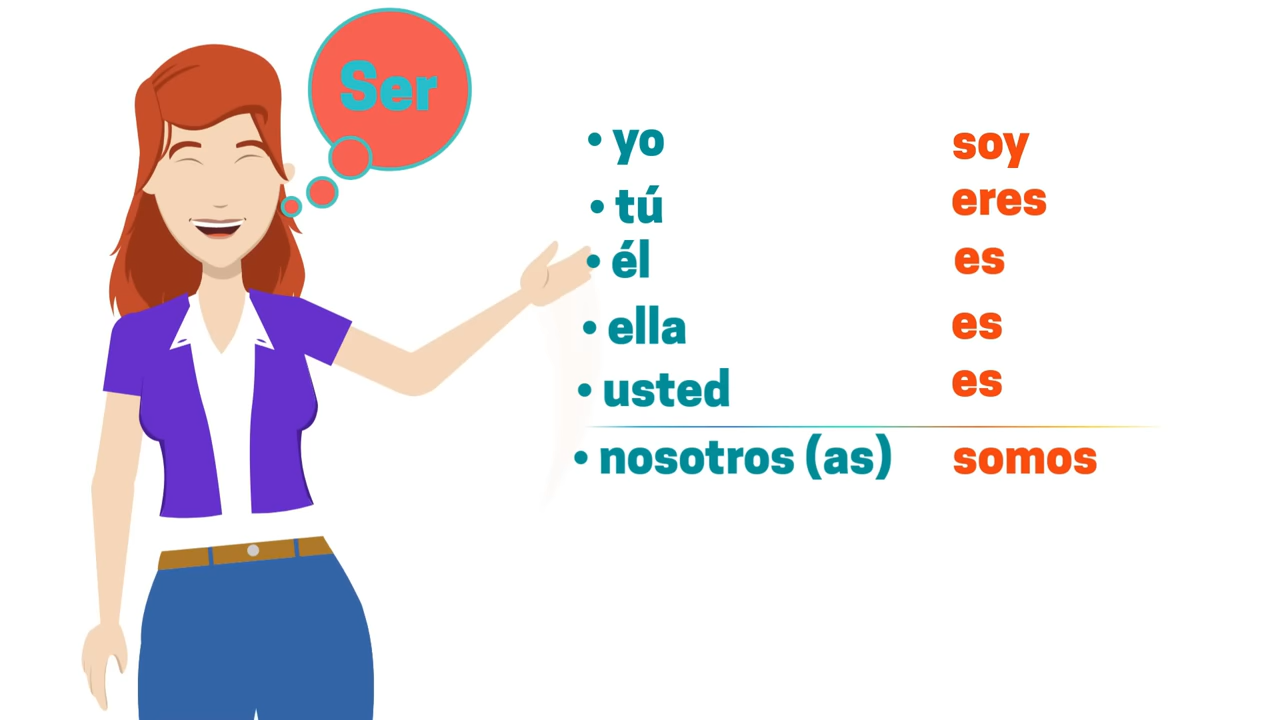 Ser
• yo soy
• tú eres
• él es
• ella es
• usted es
• nosotros (as) somos